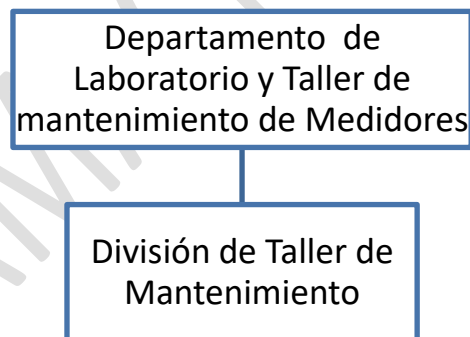 Departamento de
Laboratorio y Taller de
mantenimiento de Medidores
División de Taller de
Mantenimiento